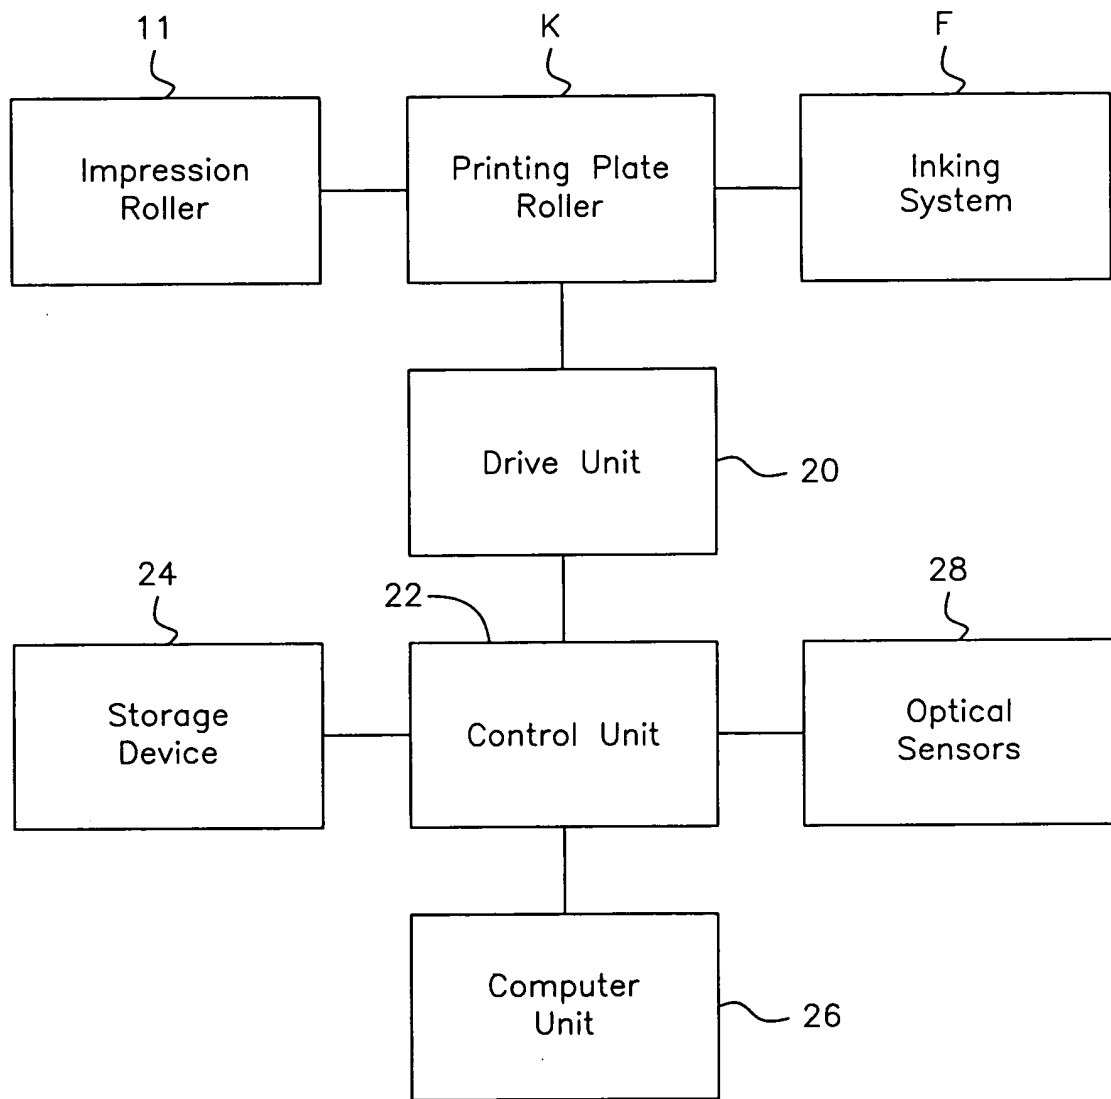 11
K
F
Impression
Roller
Printing Plate
Roller
Inking
System
Drive Unit
20
24
22
28
Storage
Device
Control Unit
Optical
Sensors
Computer
Unit
26